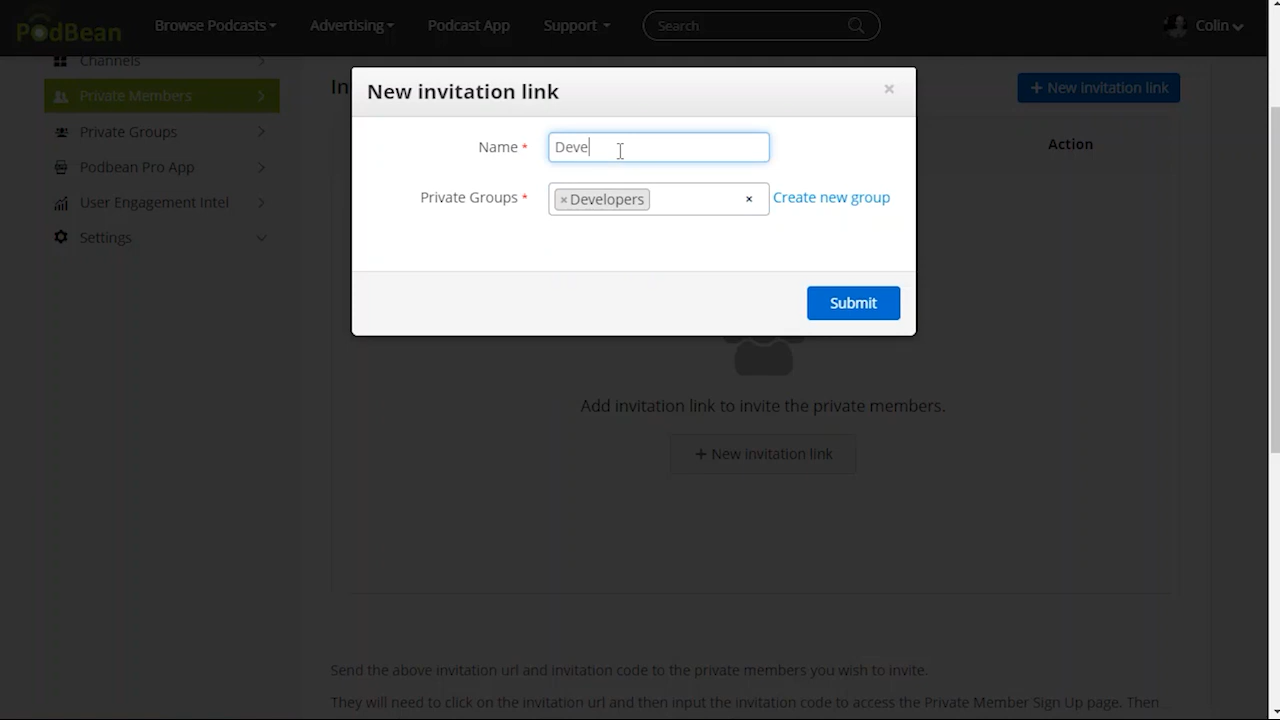 PodBean
Browse Podcasts
Advertising
Podcast App
Support
Search
Colin
Channels
Private Members
Private Groups
Podbean Pro App
User Engagement Intel
Settings
In
+ New invitation link
Action
New invitation link
×
Name *
Deve
Private Groups *
× Developers
×
Create new group
Submit
Add invitation link to invite the private members.
+ New invitation link
Send the above invitation url and invitation code to the private members you wish to invite.
They will need to click on the invitation url and then input the invitation code to access the Private Member Sign Up page. Then...